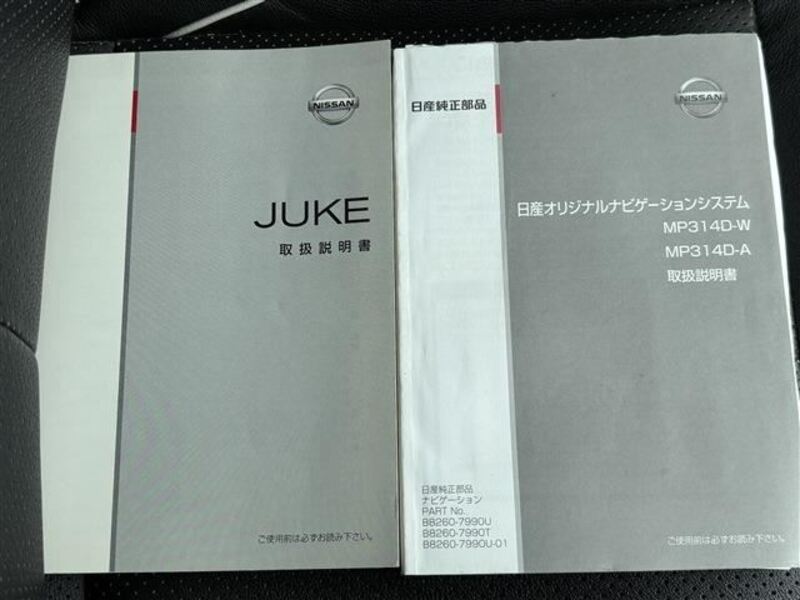 NISSAN
JUKE
取扱説明書
ご使用前は必ずお読み下さい。
日産純正部品
NISSAN
日産オリジナルナビゲーションシステム
MP314D-W
MP314D-A
取扱説明書
日産純正部品
ナビゲーション
PART No.
B8260-7990U
B8260-7990T
B8260-7990U-01
ご使用前は必ずお読み下さい。